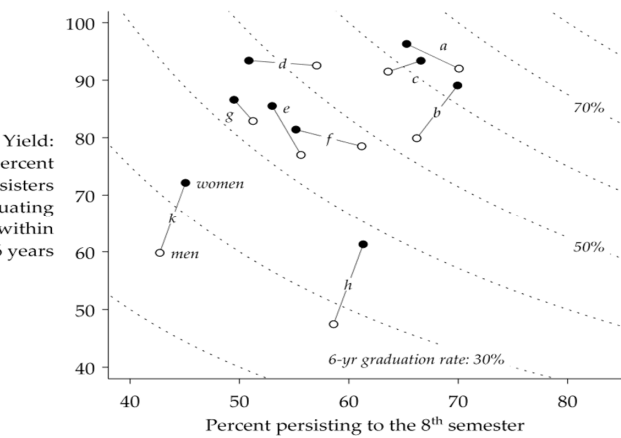 100
90
80
70
60
50
40
Yield:
ercent
sisters
uating
within
6 years
a
d
c
70%
b
g
e
f
women
k
men
50%
h
6-yr graduation rate: 30%
40
50
60
70
80
Percent persisting to the 8th semester